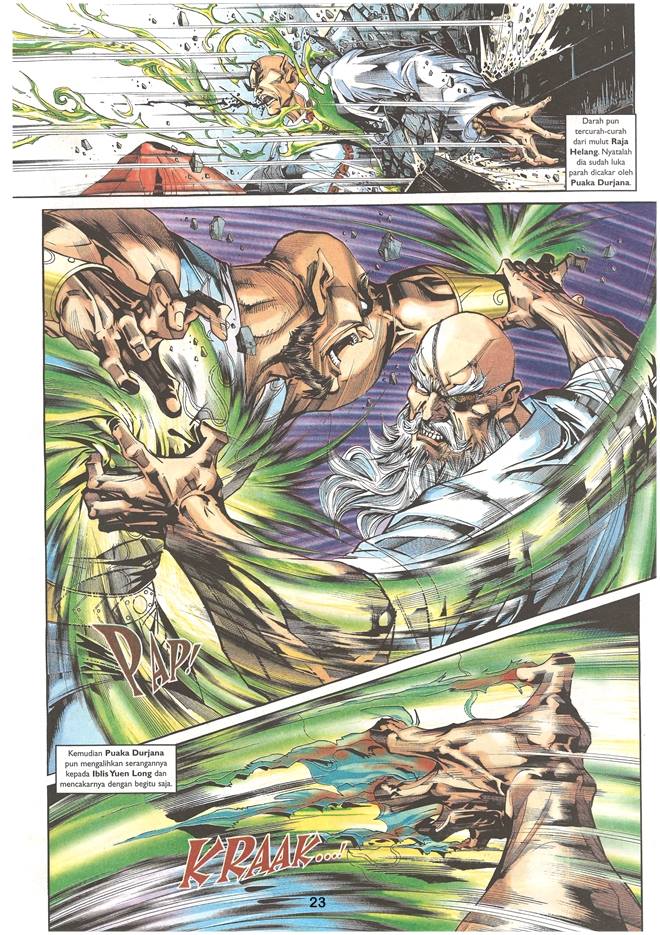 Darah pun
tercurah-curah
dari mulut Raja
Helang. Nyatalah
dia sudah luka
parah dicakar oleh
Puaka Durjana.
PAP!
Kemudian Puaka Durjana
pun mengalihkan serangannya
kepada Iblis Yuen Long dan
mencakarnya dengan begitu saja.
KRAAK...!
23